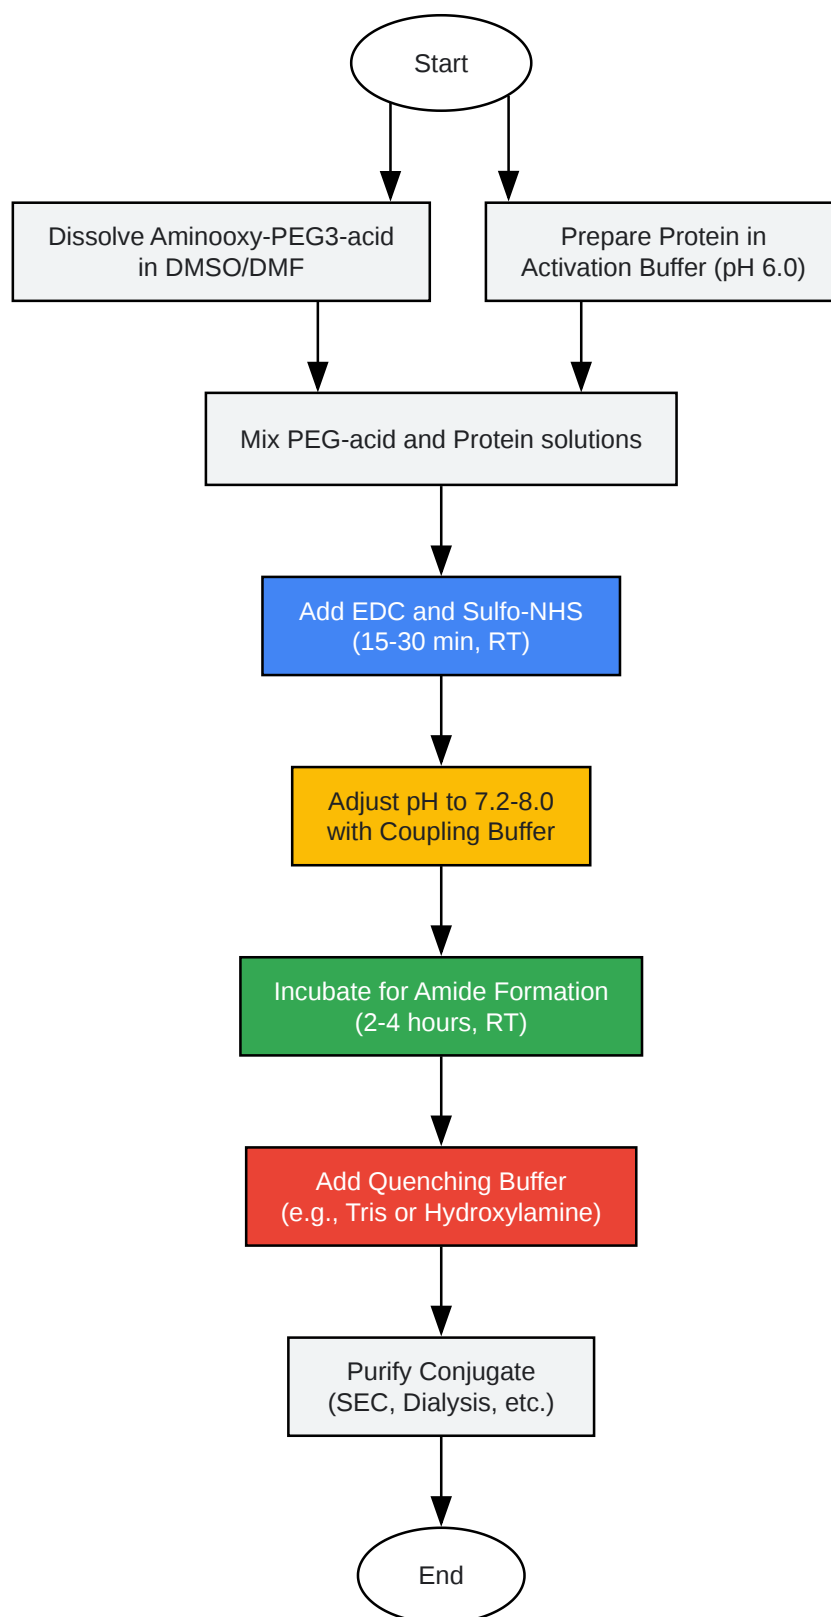 Start
Dissolve Aminooxy-PEG3-acid
in DMSO/DMF
Prepare Protein in
Activation Buffer (pH 6.0)
Mix PEG-acid and Protein solutions
Add EDC and Sulfo-NHS
(15-30 min, RT)
Adjust pH to 7.2-8.0
with Coupling Buffer
Incubate for Amide Formation
(2-4 hours, RT)
Add Quenching Buffer
(e.g., Tris or Hydroxylamine)
Purify Conjugate
(SEC, Dialysis, etc.)
End